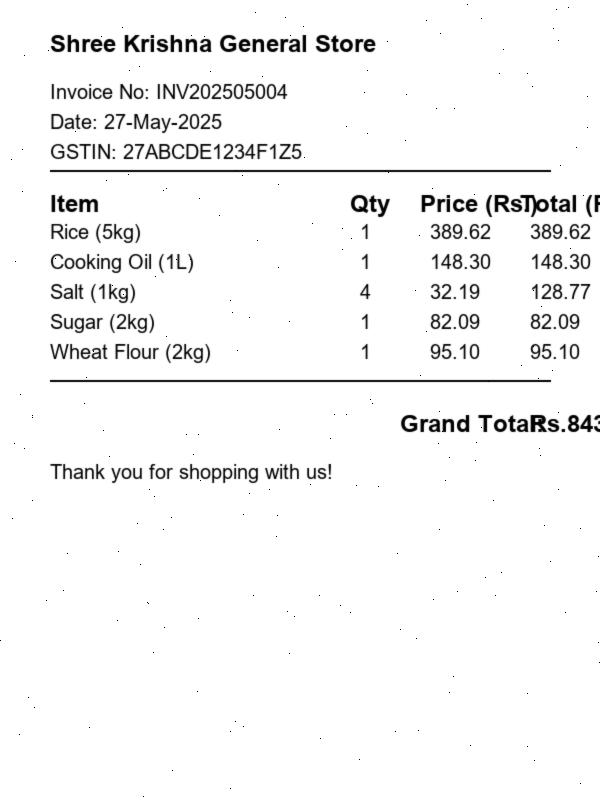 Shree Krishna General Store
Invoice No: INV202505004
Date: 27-May-2025
GSTIN: 27ABCDE1234F1Z5
Item Qty Price (Rs) Total (R
Rice (5kg) 1 389.62 389.62
Cooking Oil (1L) 1 148.30 148.30
Salt (1kg) 4 32.19 128.77
Sugar (2kg) 1 82.09 82.09
Wheat Flour (2kg) 1 95.10 95.10
Grand Total Rs.843
Thank you for shopping with us!